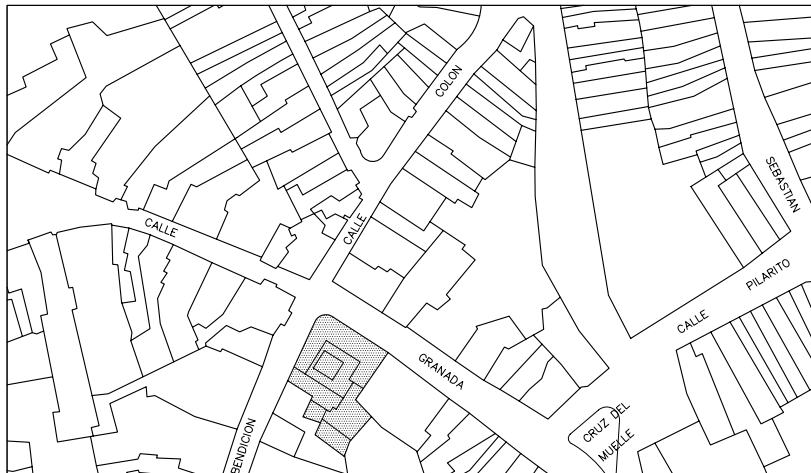 COLON
SEBASTIAN
CALLE
CALLE
PILARITO
CALLE
GRANADA
BENDICION
CRUZ DEL
MUELLE